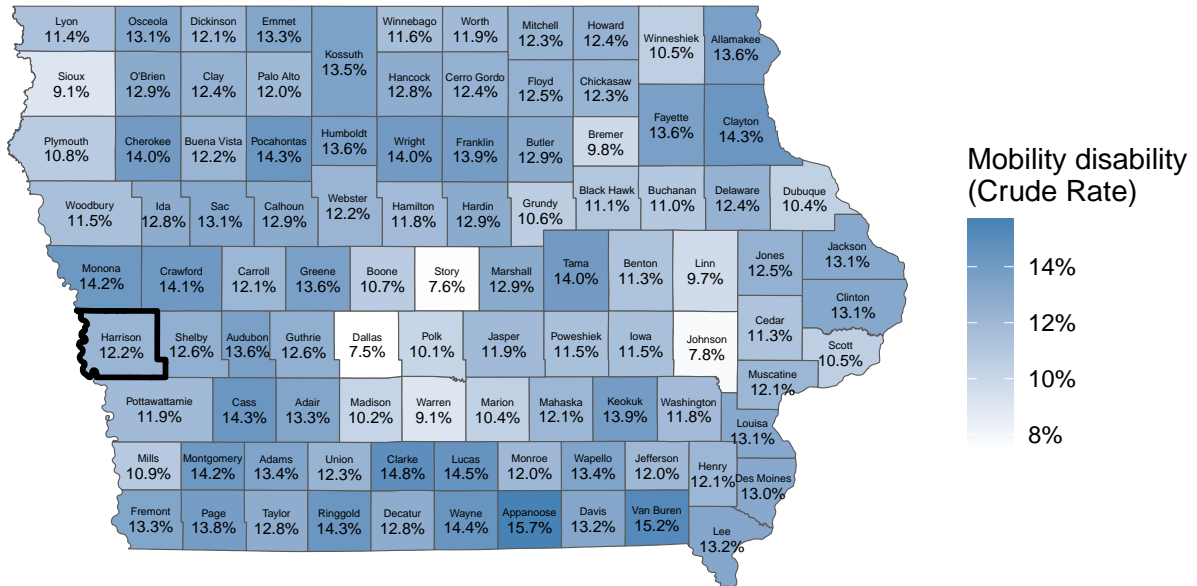 Lyon
11.4%
Osceola
13.1%
Dickinson
12.1%
Emmet
13.3%
Kossuth
13.5%
Winnebago
11.6%
Worth
11.9%
Mitchell
12.3%
Howard
12.4%
Winneshiek
10.5%
Allamakee
13.6%
Sioux
9.1%
O'Brien
12.9%
Clay
12.4%
Palo Alto
12.0%
Hancock
12.8%
Cerro Gordo
12.4%
Floyd
12.5%
Chickasaw
12.3%
Fayette
13.6%
Clayton
14.3%
Plymouth
10.8%
Cherokee
14.0%
Buena Vista
12.2%
Pocahontas
14.3%
Humboldt
13.6%
Wright
14.0%
Franklin
13.9%
Butler
12.9%
Bremer
9.8%
Mobility disability
(Crude Rate)
14%
12%
10%
8%
Woodbury
11.5%
Ida
12.8%
Sac
13.1%
Calhoun
12.9%
Webster
12.2%
Hamilton
11.8%
Hardin
12.9%
Grundy
10.6%
Black Hawk
11.1%
Buchanan
11.0%
Delaware
12.4%
Dubuque
10.4%
Monona
14.2%
Crawford
14.1%
Carroll
12.1%
Greene
13.6%
Boone
10.7%
Story
7.6%
Marshall
12.9%
Tama
14.0%
Benton
11.3%
Linn
9.7%
Jones
12.5%
Jackson
13.1%
Clinton
13.1%
Harrison
12.2%
Shelby
12.6%
Audubon
13.6%
Guthrie
12.6%
Dallas
7.5%
Polk
10.1%
Jasper
11.9%
Poweshiek
11.5%
Iowa
11.5%
Johnson
7.8%
Cedar
11.3%
Scott
10.5%
Muscatine
12.1%
Pottawattamie
11.9%
Cass
14.3%
Adair
13.3%
Madison
10.2%
Warren
9.1%
Marion
10.4%
Mahaska
12.1%
Keokuk
13.9%
Washington
11.8%
Louisa
13.1%
Mills
10.9%
Montgomery
14.2%
Adams
13.4%
Union
12.3%
Clarke
14.8%
Lucas
14.5%
Monroe
12.0%
Wapello
13.4%
Jefferson
12.0%
Henry
12.1%
Des Moines
13.0%
Fremont
13.3%
Page
13.8%
Taylor
12.8%
Ringgold
14.3%
Decatur
12.8%
Wayne
14.4%
Appanoose
15.7%
Davis
13.2%
Van Buren
15.2%
Lee
13.2%